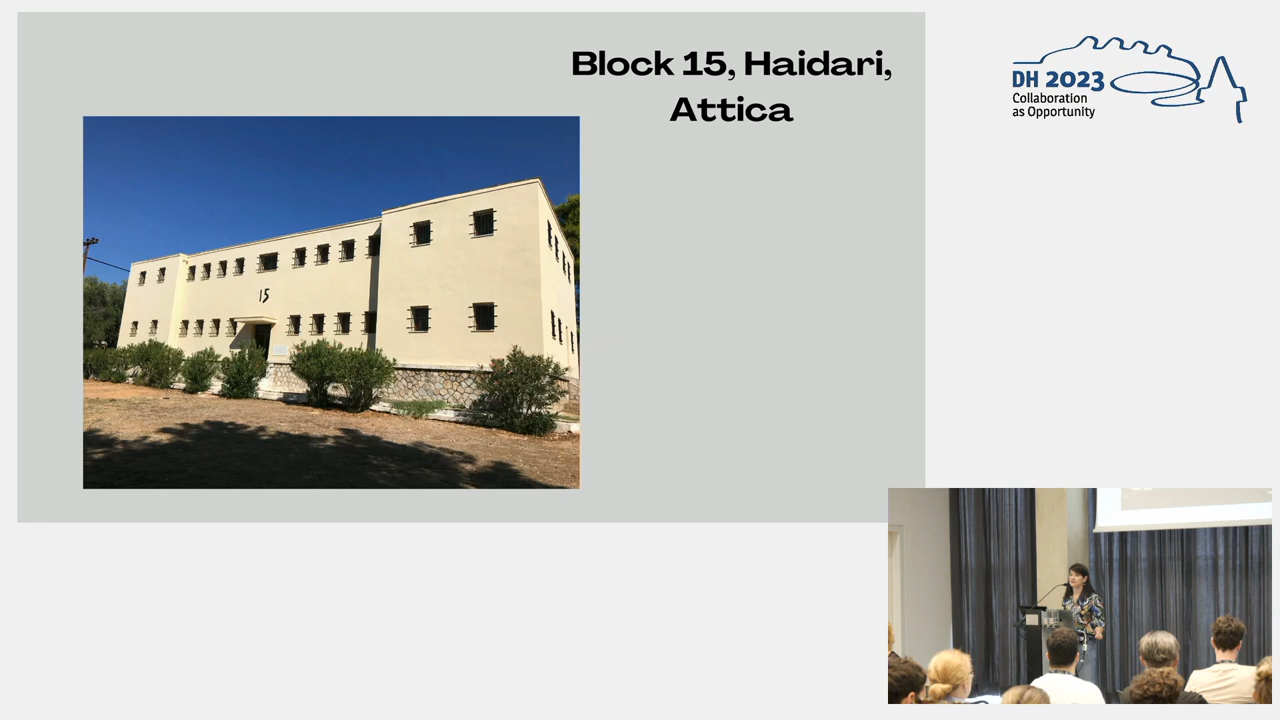 Block 15, Haidari,
Attica
15
DH 2023
Collaboration
as Opportunity